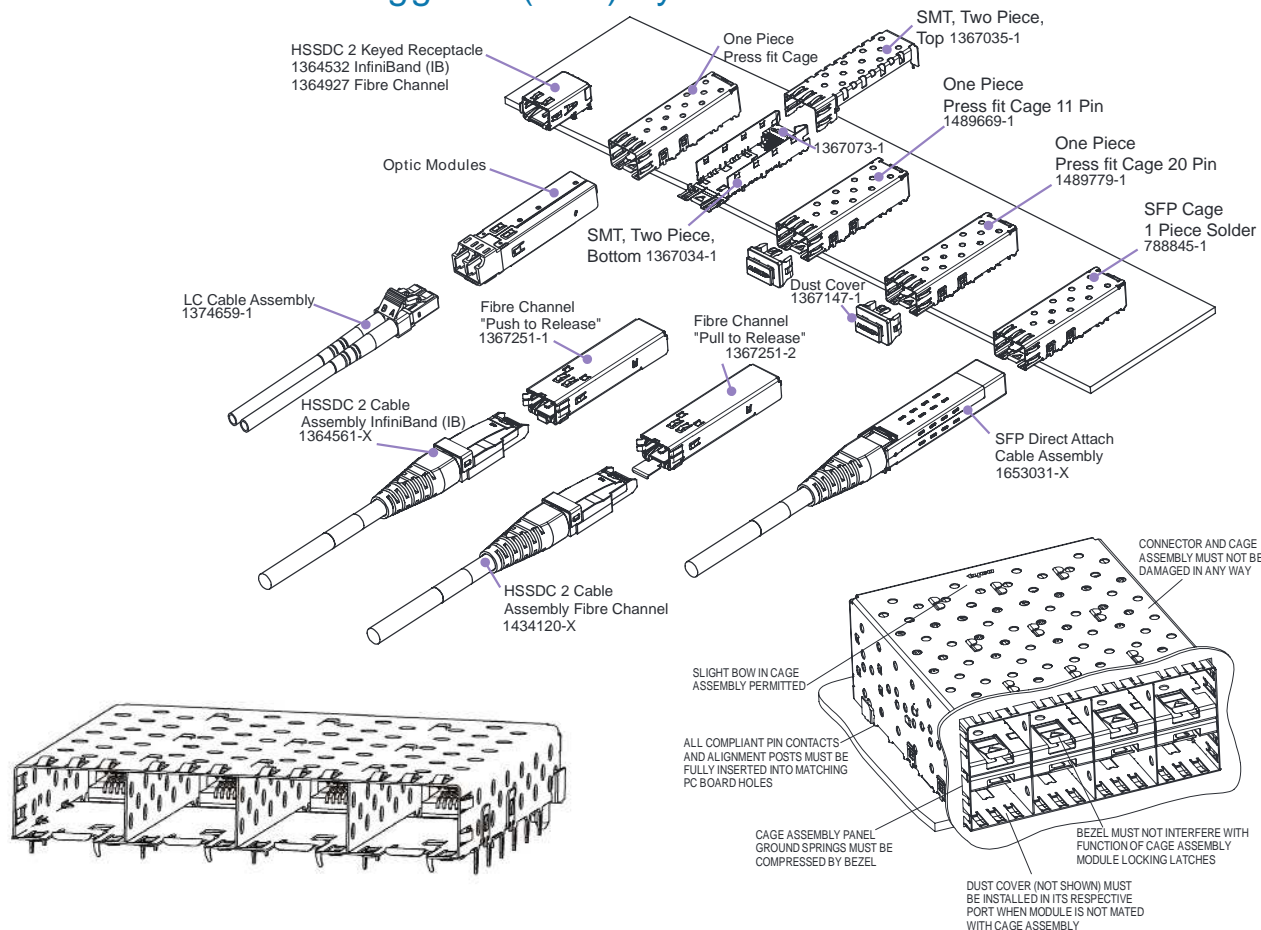 HSSDC 2 Keyed Receptacle
1364532 InfiniBand (IB)
1364927 Fibre Channel
One Piece
Press fit Cage
SMT, Two Piece,
Top 1367035-1
One Piece
Press fit Cage 11 Pin
1489669-1
1367073-1
One Piece
Press fit Cage 20 Pin
1489779-1
Optic Modules
SFP Cage
1 Piece Solder
788845-1
SMT, Two Piece,
Bottom 1367034-1
Dust Cover
1367147-1
LC Cable Assembly
1374659-1
Fibre Channel
"Push to Release"
1367251-1
Fibre Channel
"Pull to Release"
1367251-2
HSSDC 2 Cable
Assembly InfiniBand (IB)
1364561-X
SFP Direct Attach
Cable Assembly
1653031-X
HSSDC 2 Cable
Assembly Fibre Channel
1434120-X
CONNECTOR AND CAGE
ASSEMBLY MUST NOT BE
DAMAGED IN ANY WAY
SLIGHT BOW IN CAGE
ASSEMBLY PERMITTED
ALL COMPLIANT PIN CONTACTS
AND ALIGNMENT POSTS MUST BE
FULLY INSERTED INTO MATCHING
PC BOARD HOLES
CAGE ASSEMBLY PANEL
GROUND SPRINGS MUST BE
COMPRESSED BY BEZEL
BEZEL MUST NOT INTERFERE WITH
FUNCTION OF CAGE ASSEMBLY
MODULE LOCKING LATCHES
DUST COVER (NOT SHOWN) MUST
BE INSTALLED IN ITS RESPECTIVE
PORT WHEN MODULE IS NOT MATED
WITH CAGE ASSEMBLY